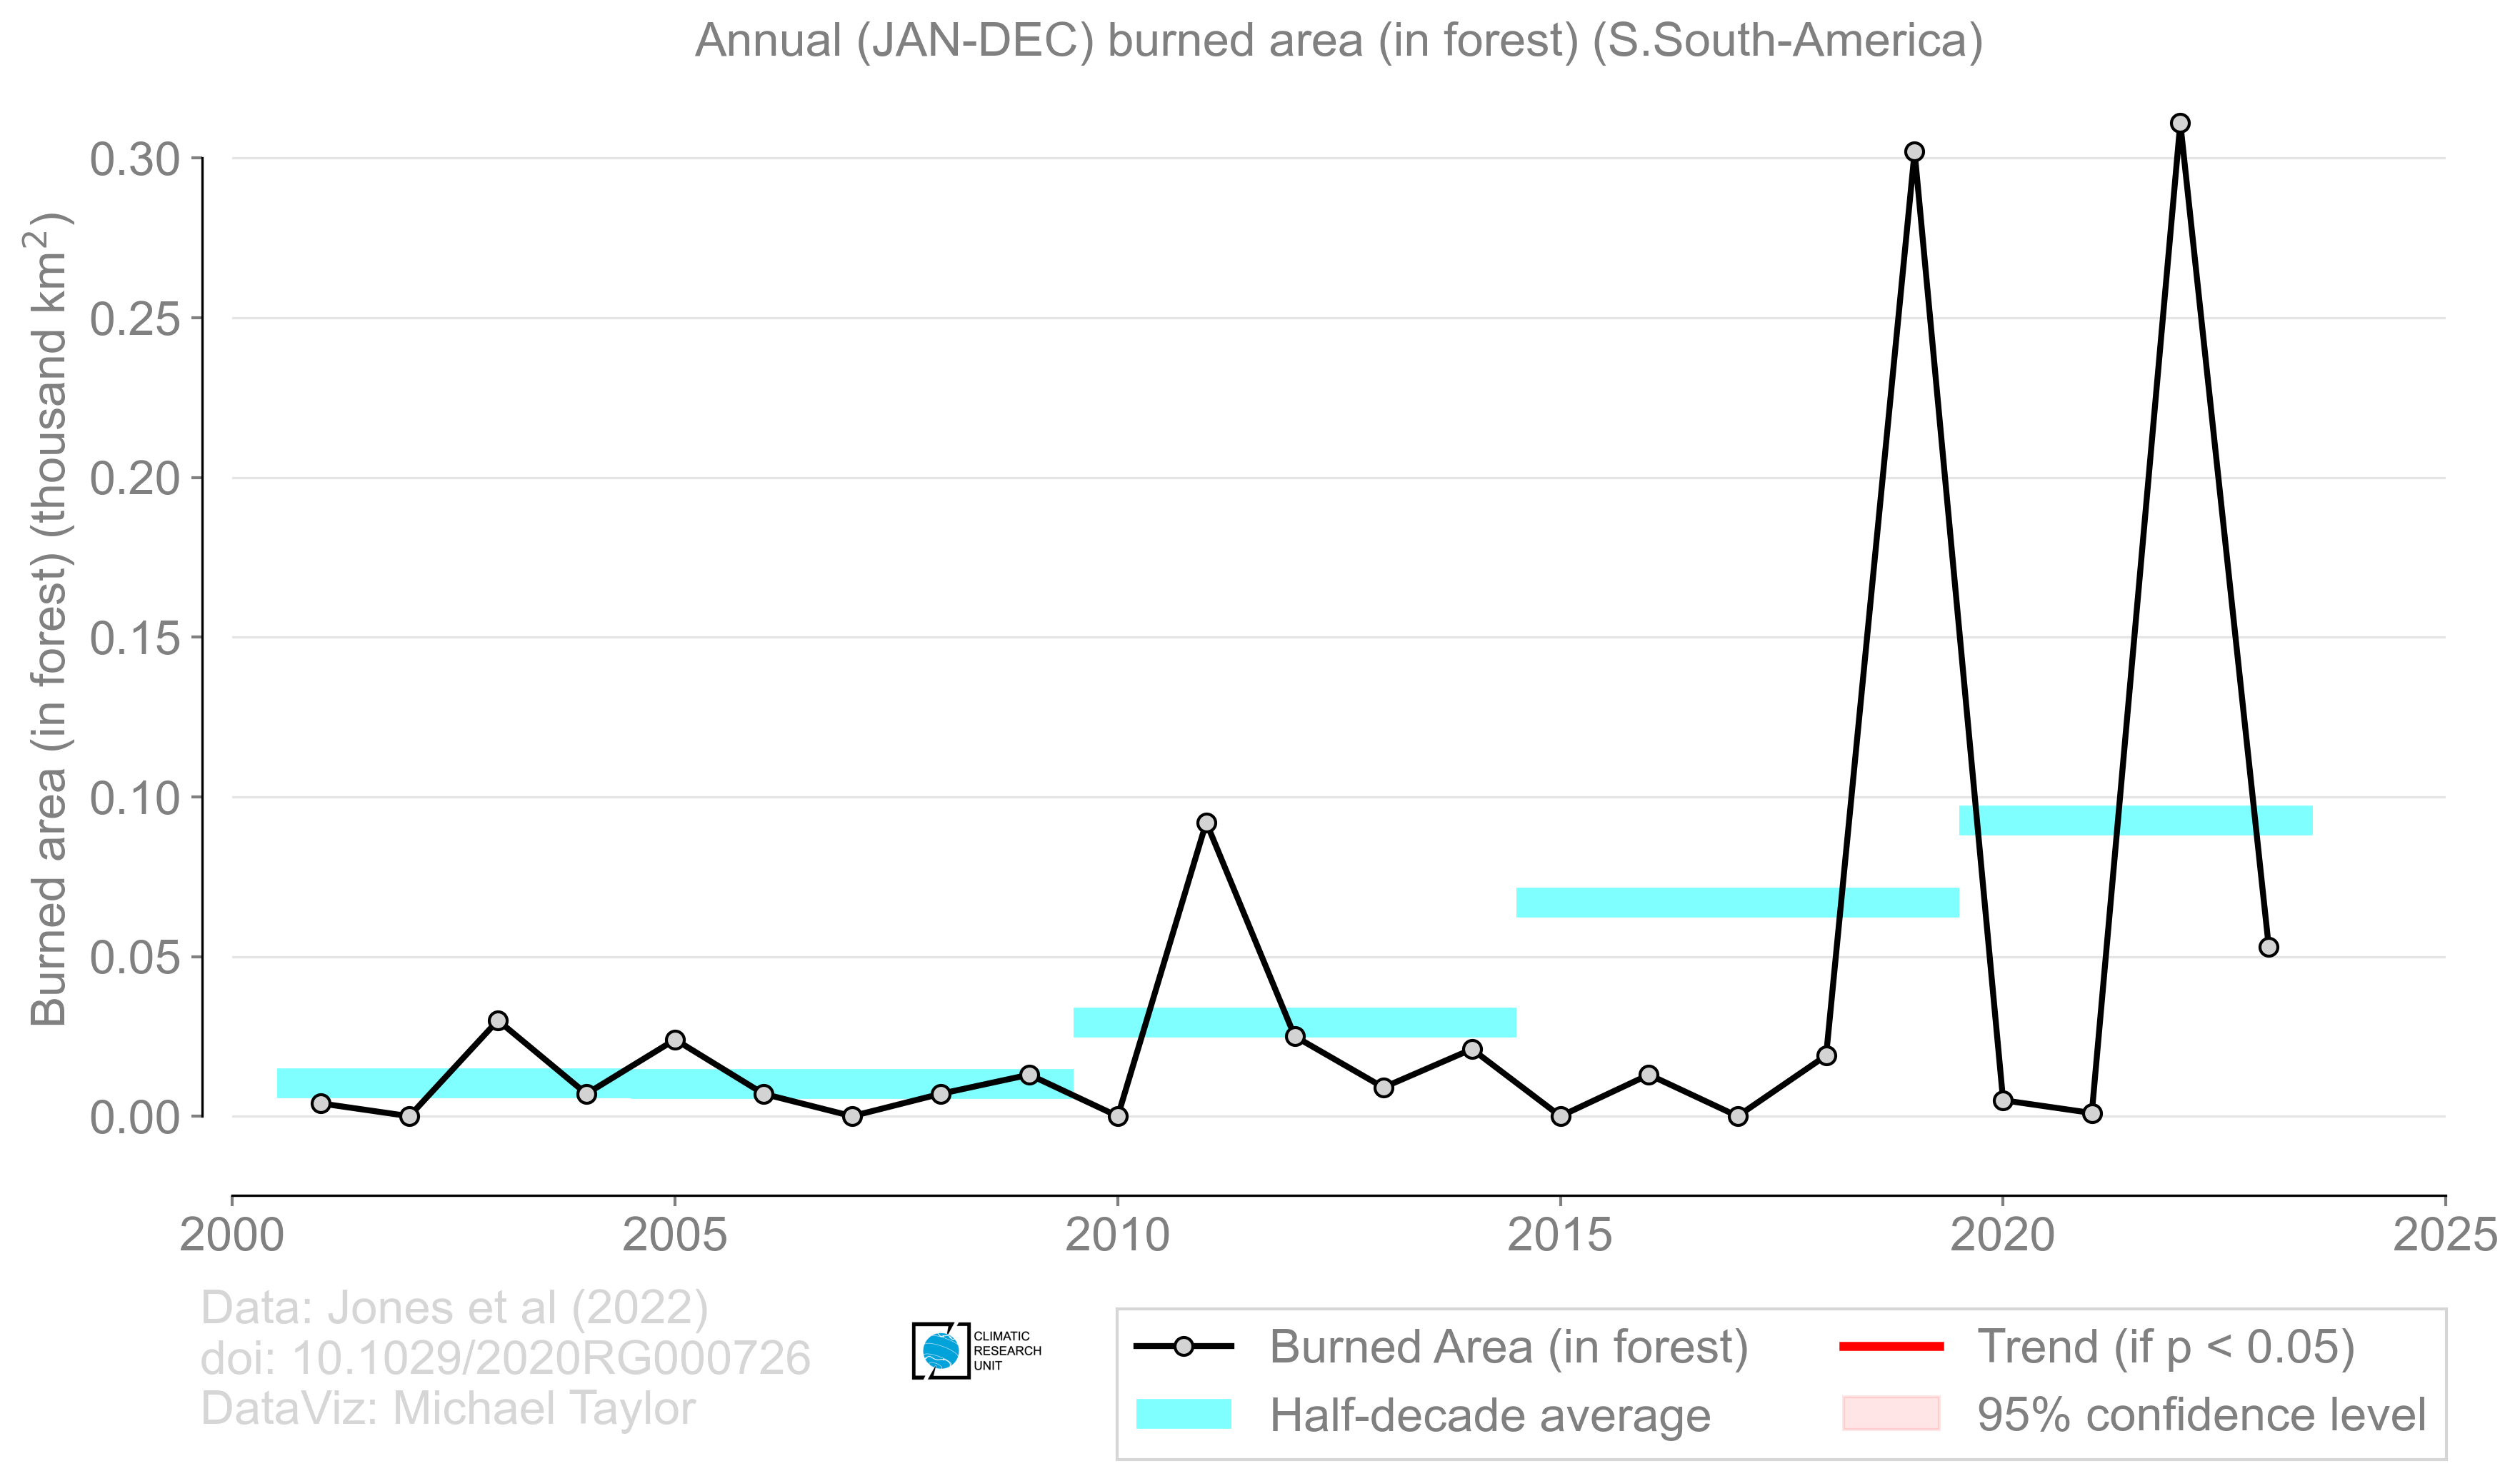 Annual (JAN-DEC) burned area (in forest) (S.South-America)
Burned area (in forest) (thousand km²)
0.30
0.25
0.20
0.15
0.10
0.05
0.00
2000 2005 2010 2015 2020 2025
Data: Jones et al (2022)
doi: 10.1029/2020RG000726
DataViz: Michael Taylor
CLIMATIC
RESEARCH
UNIT
Burned Area (in forest)
Half-decade average
Trend (if p < 0.05)
95% confidence level